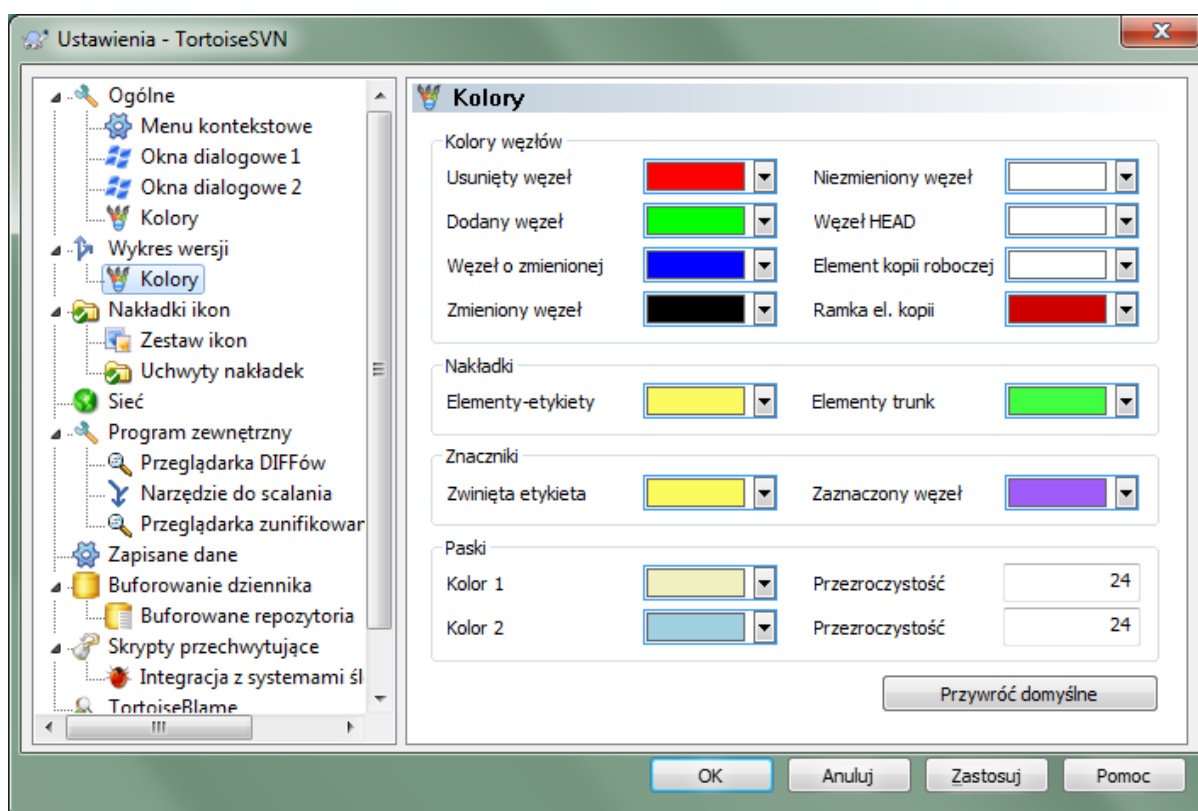 Ustawienia - TortoiseSVN
Ogólne
Menu kontekstowe
Okna dialogowe 1
Okna dialogowe 2
Kolory
Wykres wersji
Kolory
Nakładki ikon
Zestaw ikon
Uchwyty nakładek
Sieć
Program zewnętrzny
Przeglądarka DIFFów
Narzędzie do scalania
Przeglądarka zunifikowar
Zapisane dane
Buforowanie dziennika
Buforowane repozytoria
Skrypty przechwytujące
Integracja z systemami śl
TortoiseBlame
Kolory
Kolory węzłów
Usunięty węzeł
Niezmieniony węzeł
Dodany węzeł
Węzeł HEAD
Węzeł o zmienionej
Element kopii roboczej
Zmieniony węzeł
Ramka el. kopii
Nakładki
Elementy-etykiety
Elementy trunk
Znaczniki
Zwinięta etykieta
Zaznaczony węzeł
Paski
Kolor 1
Przezroczystość
24
Kolor 2
Przezroczystość
24
Przywróć domyślne
OK
Anuluj
Zastosuj
Pomoc